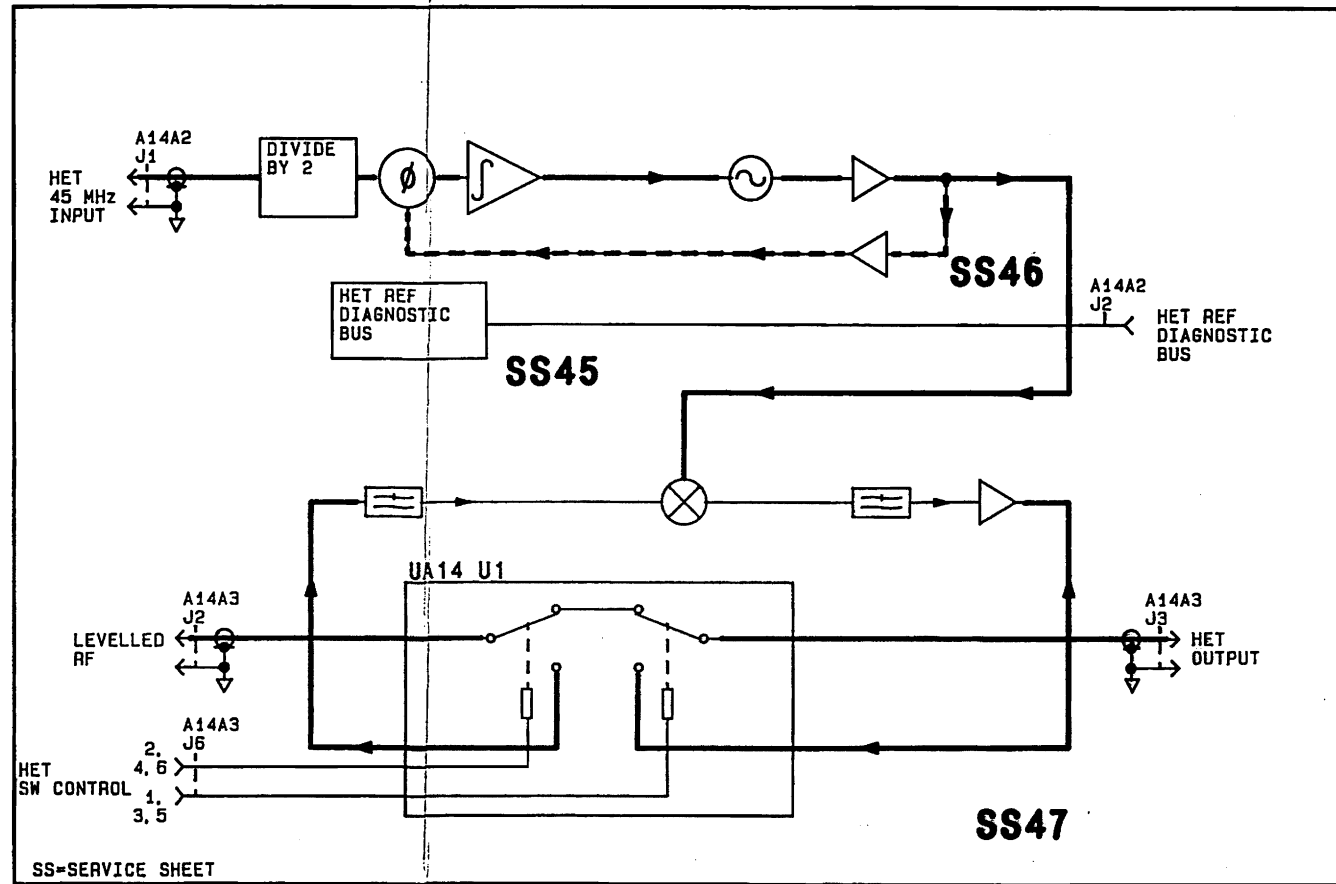 A14A2
J1
HET
45 MHz
INPUT
DIVIDE
BY 2
ϕ
∫
SS46
HET REF
DIAGNOSTIC
BUS
SS45
A14A2
J2
HET REF
DIAGNOSTIC
BUS
UA14 U1
A14A3
J2
LEVELLED
RF
A14A3
J3
HET
OUTPUT
A14A3
J6
2,
4,6
HET
SW CONTROL
1,
3,5
SS47
SS=SERVICE SHEET